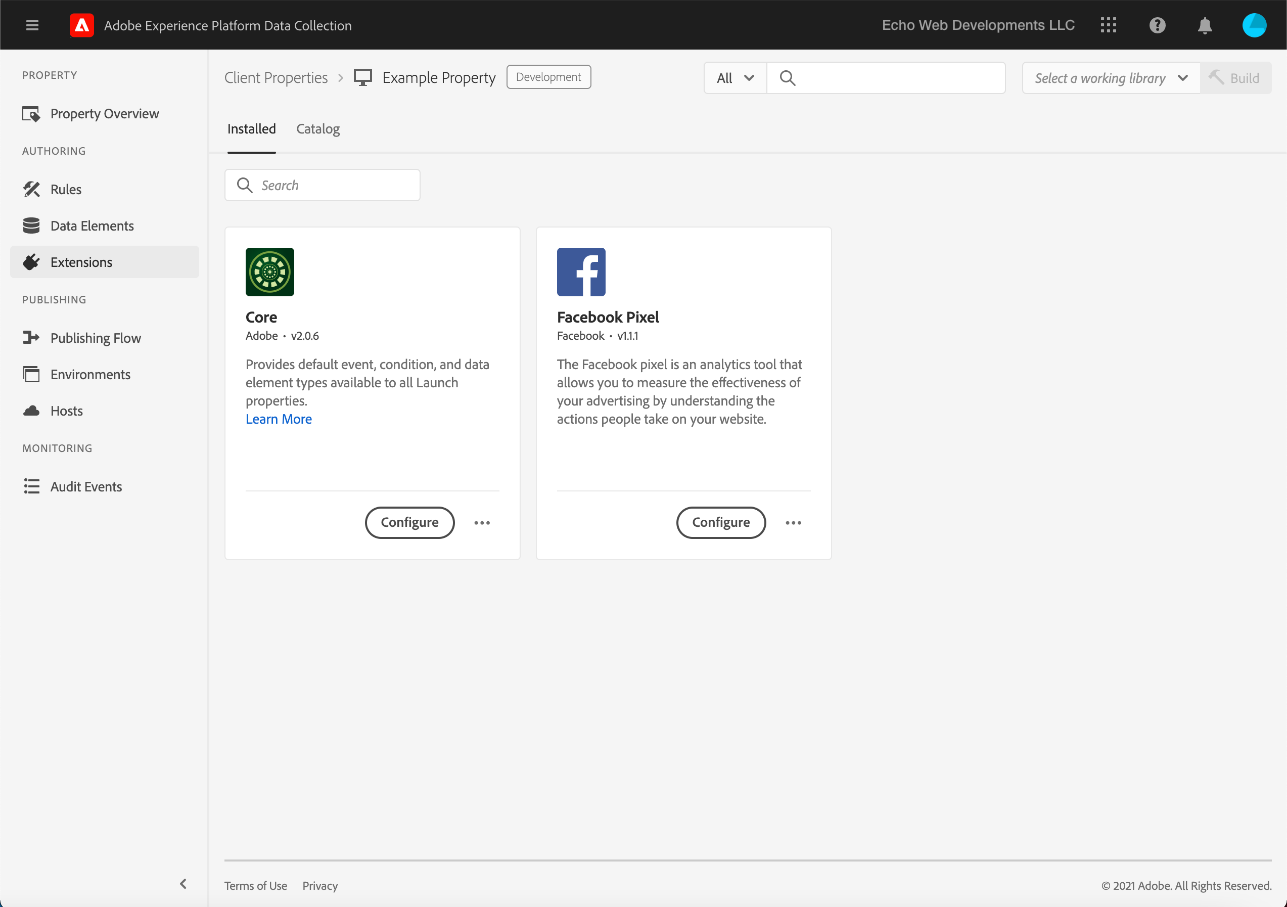 Adobe Experience Platform Data Collection
Echo Web Developments LLC
PROPERTY
Property Overview
AUTHORING
Rules
Data Elements
Extensions
PUBLISHING
Publishing Flow
Environments
Hosts
MONITORING
Audit Events
Client Properties > Example Property Development
All
Select a working library
Build
Installed Catalog
Search
Core
Adobe • v2.0.6
Provides default event, condition, and data
element types available to all Launch
properties.
Learn More
Configure
Facebook Pixel
Facebook • v1.1.1
The Facebook pixel is an analytics tool that
allows you to measure the effectiveness of
your advertising by understanding the
actions people take on your website.
Configure
Terms of Use Privacy
© 2021 Adobe. All Rights Reserved.